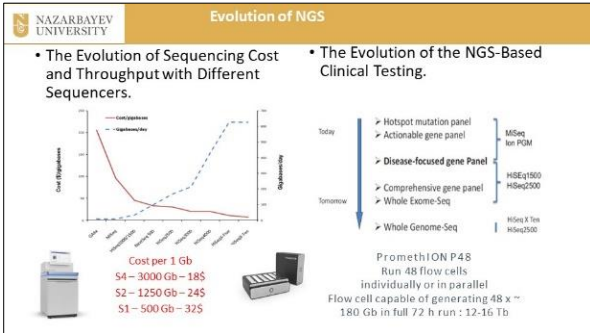 NAZARBAYEV
UNIVERSITY
Evolution of NGS
• The Evolution of Sequencing Cost
and Throughput with Different
Sequencers.
Cost/gigabases
Gigabases/day
Cost ($)/gigabases
Gigabases/day
Cost per 1 Gb
S4 – 3000 Gb – 18$
S2 – 1250 Gb – 24$
S1 – 500 Gb – 32$
• The Evolution of the NGS-Based
Clinical Testing.
Today
Tomorrow
➢ Hotspot mutation panel
➢ Actionable gene panel
➢ Disease-focused gene Panel
➢ Comprehensive gene panel
➢ Whole Exome-Seq
➢ Whole Genome-Seq
MiSeq
Ion PGM
HiSEq1500
HiSeq2500
HiSeq X Ten
HiSeq2500
PromethION P48
Run 48 flow cells
individually or in parallel
Flow cell capable of generating 48 x ~
180 Gb in full 72 h run : 12-16 Tb